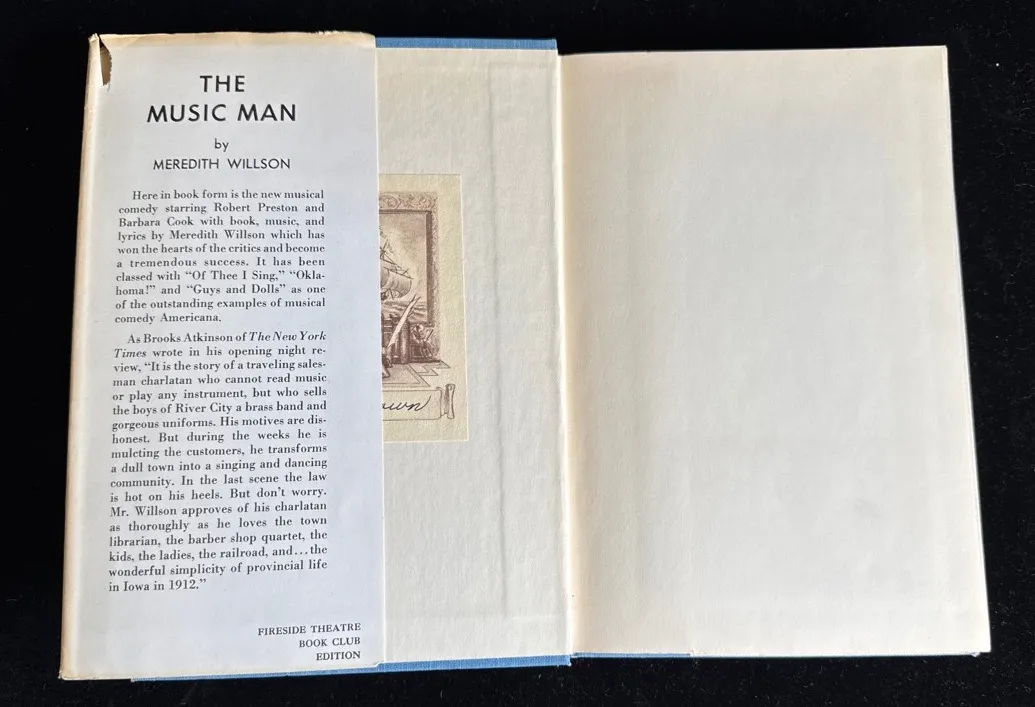 THE
MUSIC MAN
by
MEREDITH WILLSON
Here in book form is the new musical
comedy starring Robert Preston and
Barbara Cook with book, music, and
lyrics by Meredith Willson which has
won the hearts of the critics and become
a tremendous success. It has been
classed with “Of Thee I Sing,” “Okla-
homa!” and “Guys and Dolls” as one
of the outstanding examples of musical
comedy Americana.
As Brooks Atkinson of The New York
Times wrote in his opening night re-
view, “It is the story of a traveling sales-
man charlatan who cannot read music
or play any instrument, but who sells
the boys of River City a brass band and
gorgeous uniforms. His motives are dis-
honest. But during the weeks he is
mulcting the customers, he transforms
a dull town into a singing and dancing
community. In the last scene the law
is hot on his heels. But don't worry.
Mr. Willson approves of his charlatan
as thoroughly as he loves the town
librarian, the barber shop quartet, the
kids, the ladies, the railroad, and...the
wonderful simplicity of provincial life
in Iowa in 1912.”
FIRESIDE THEATRE
BOOK CLUB
EDITION